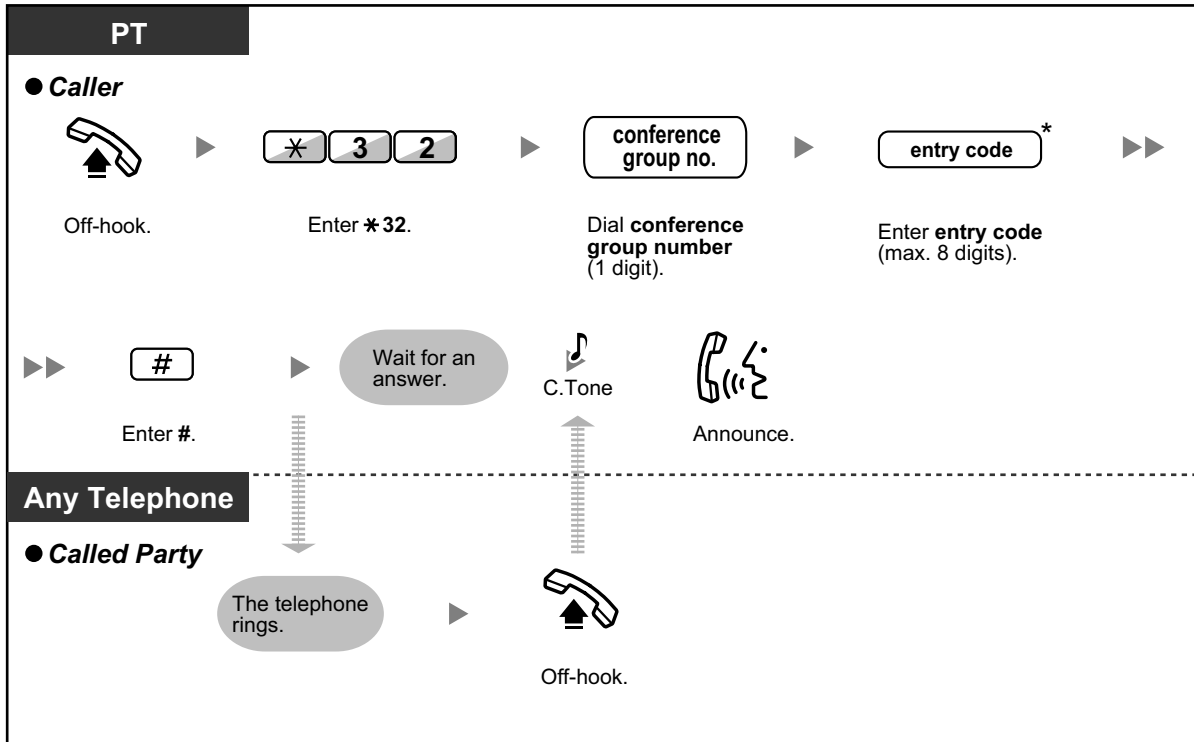 PT
● Caller
✳ 3 2
conference
group no.
entry code
*
Off-hook.
Enter ✳32.
Dial conference
group number
(1 digit).
Enter entry code
(max. 8 digits).
#
Wait for an
answer.
C.Tone
Enter #.
Announce.
Any Telephone
● Called Party
The telephone
rings.
Off-hook.